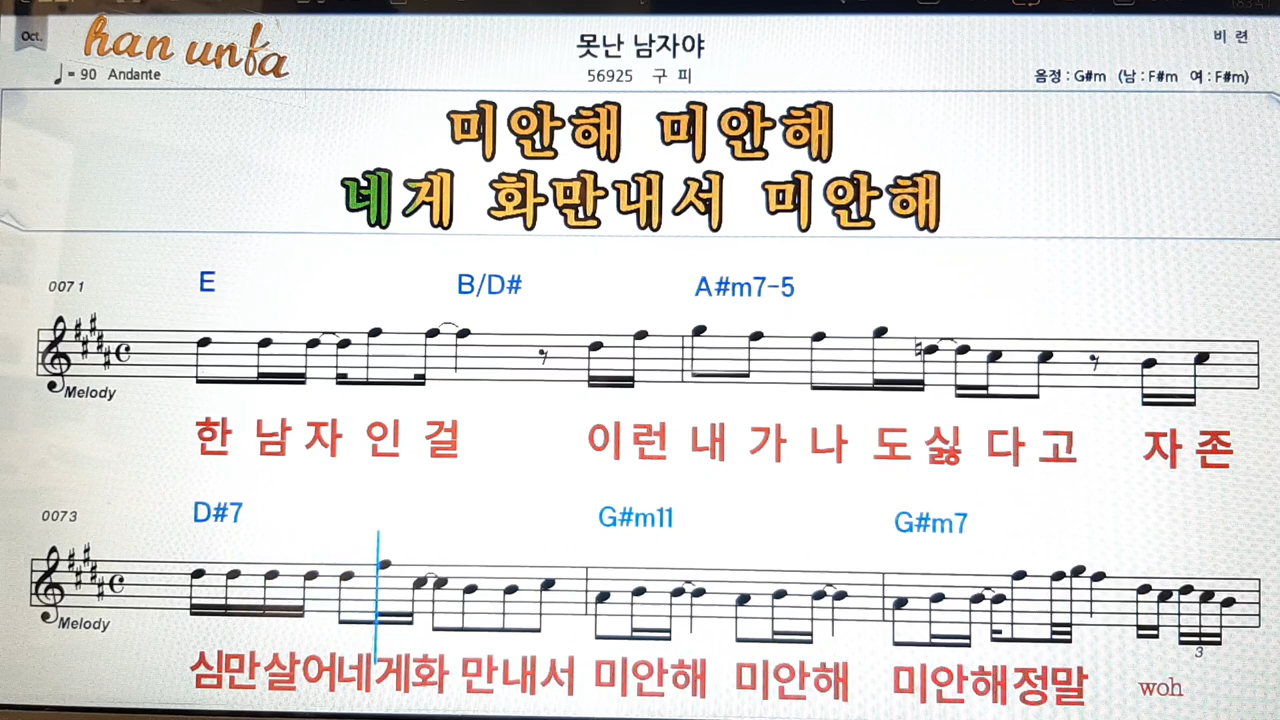 Oct.
han unfa
못난 남자야
비 련
♩= 90 Andante
56925 구 피
음정 : G#m (남 : F#m 여 : F#m)
미안해 미안해
네게 화만내서 미안해
0071
E B/D# A#m7-5
Melody
한 남 자 인 걸 이 런 내 가 나 도 싫 다 고 자 존
0073
D#7 G#m11 G#m7
Melody
3
심만살어네게화 만내서 미안해 미안해 미안해정말 woh